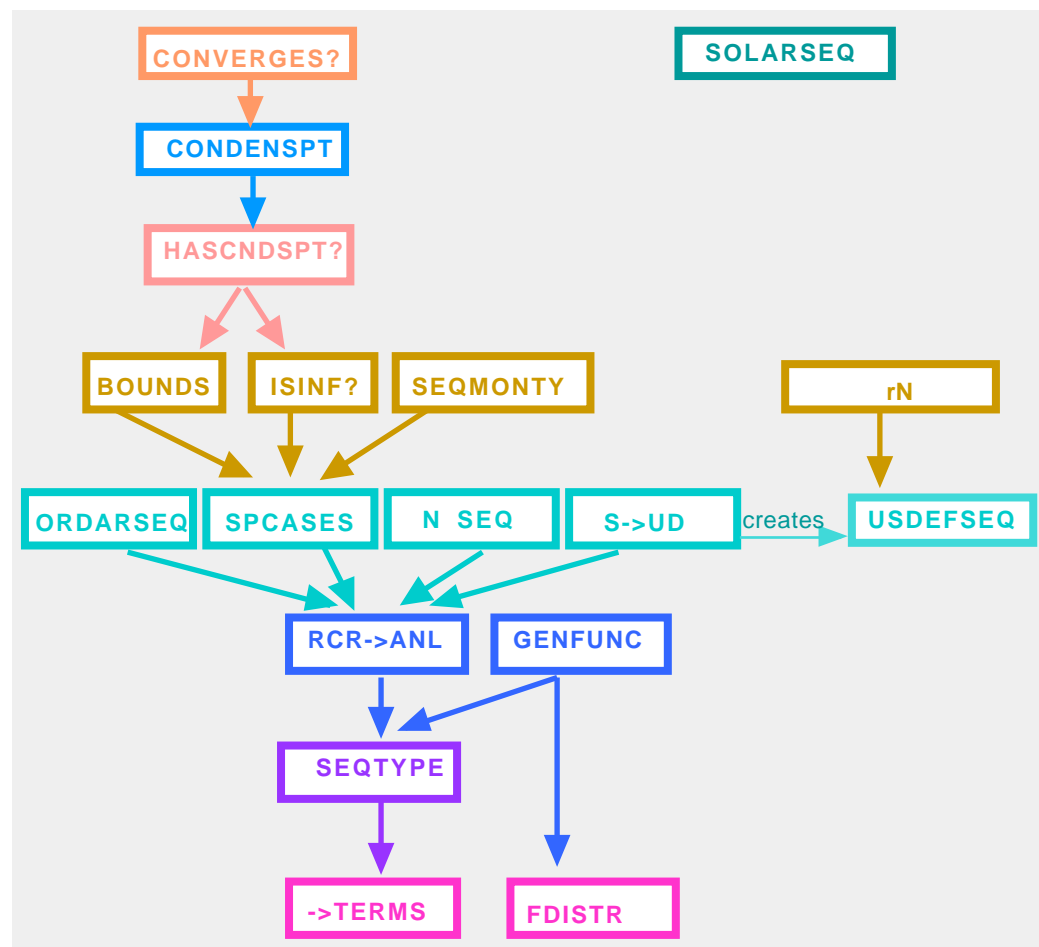 CONVERGES?
SOLARSEQ
CONDENSPT
HASCNDSPT?
BOUNDS
ISINF?
SEQMONTY
rN
ORDARSEQ
SPCASES
N SEQ
S->UD
creates
USDEFSEQ
RCR->ANL
GENFUNC
SEQTYPE
->TERMS
FDISTR